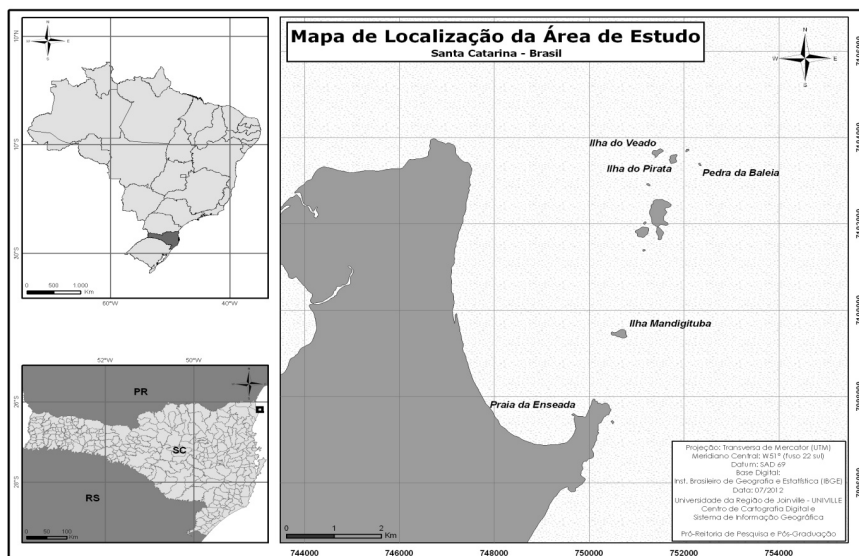 Mapa de Localização da Área de Estudo
Santa Catarina - Brasil
N
W
E
S
Ilha do Veado
Ilha do Pirata
Pedra da Baleia
Ilha Mandigituba
Praia da Enseada
0
1
2
Km
744000
746000
748000
750000
752000
754000
Projeção: Transversa de Mercator (UTM)
Meridiano Central: W51° (fuso 22 sul)
Datum: SAD 69
Base Digital:
Inst. Brasileiro de Geografia e Estatística (IBGE)
Data: 07/2012
Universidade da Região de Joinville - UNIVILLE
Centro de Cartografia Digital e
Sistema de Informação Geográfica
Pró-Reitoria de Pesquisa e Pós-Graduação
0
500
1.000
Km
60°W
40°W
52°W
50°W
PR
SC
RS
0
50
100
Km